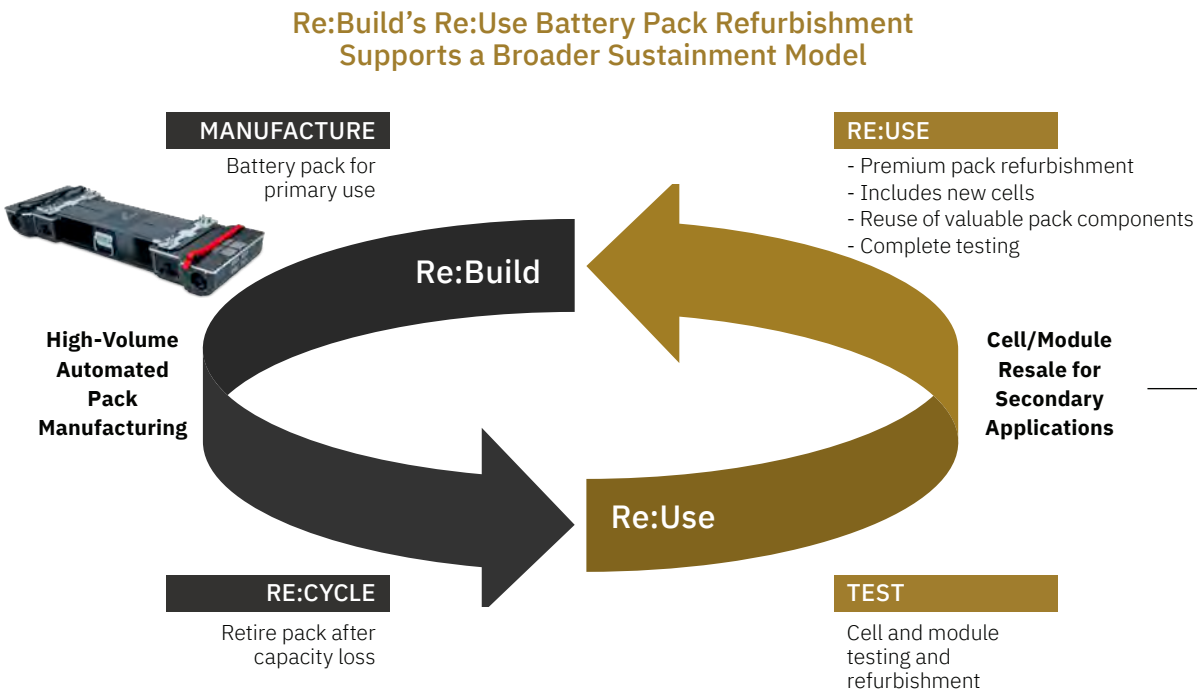 Re:Build's Re:Use Battery Pack Refurbishment
Supports a Broader Sustainment Model
MANUFACTURE
Battery pack for
primary use
RE:USE
- Premium pack refurbishment
- Includes new cells
- Reuse of valuable pack components
- Complete testing
Re:Build
High-Volume
Automated
Pack
Manufacturing
Cell/Module
Resale for
Secondary
Applications
Re:Use
RE:CYCLE
Retire pack after
capacity loss
TEST
Cell and module
testing and
refurbishment